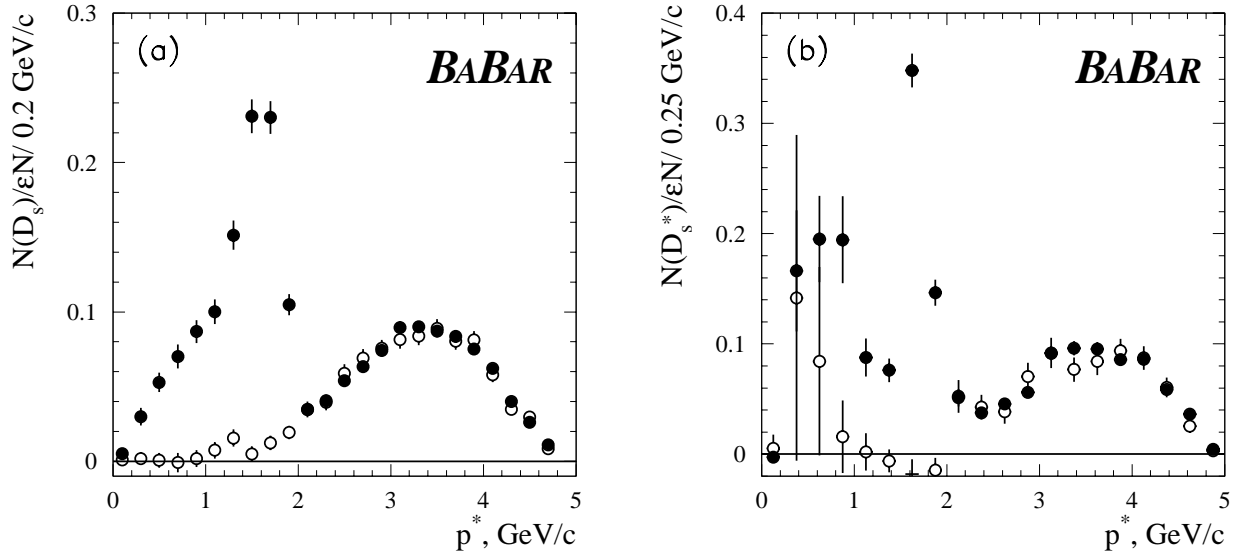 N(D_s)/εN/ 0.2 GeV/c
0.3
0.2
0.1
0
(a)
BABAR
0 1 2 3 4 5
p*, GeV/c
N(D_s*)/εN/ 0.25 GeV/c
0.4
0.3
0.2
0.1
0
(b)
BABAR
0 1 2 3 4 5
p*, GeV/c